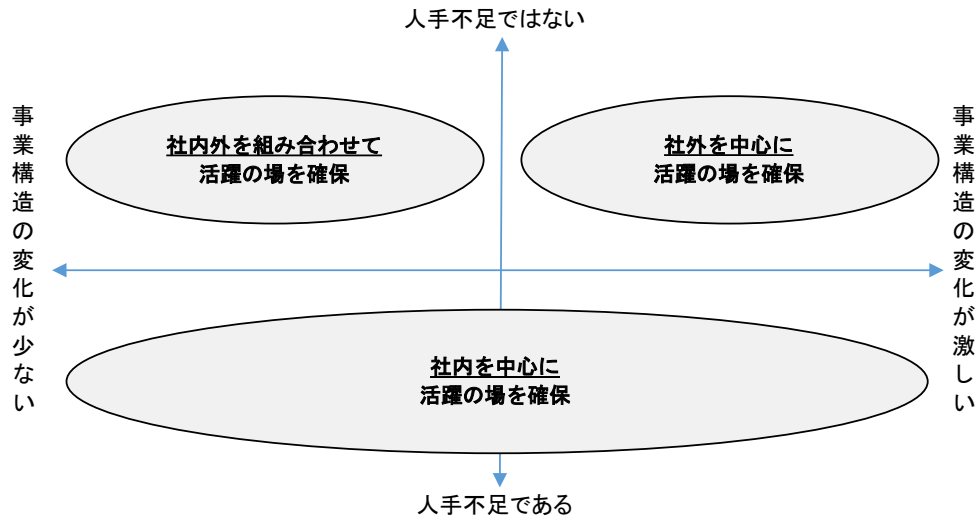 人手不足ではない
事業構造の変化が少ない
社内外を組み合わせて
活躍の場を確保
社外を中心に
活躍の場を確保
事業構造の変化が激しい
社内を中心に
活躍の場を確保
人手不足である